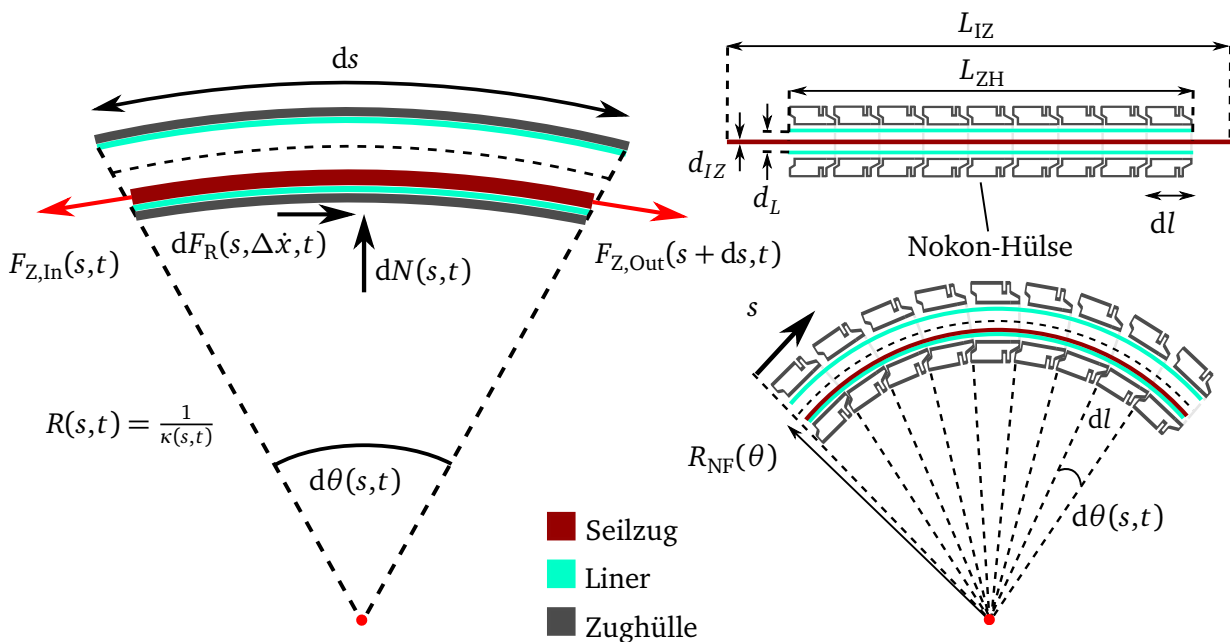 ds
F_Z,In(s,t)
dF_R(s,Δẋ,t)
dN(s,t)
F_Z,Out(s + ds,t)
R(s,t) = 1/κ(s,t)
dθ(s,t)
Seilzug
Liner
Zughülle
L_IZ
L_ZH
d_IZ
d_L
dl
Nokon-Hülse
s
dl
R_NF(θ)
dθ(s,t)